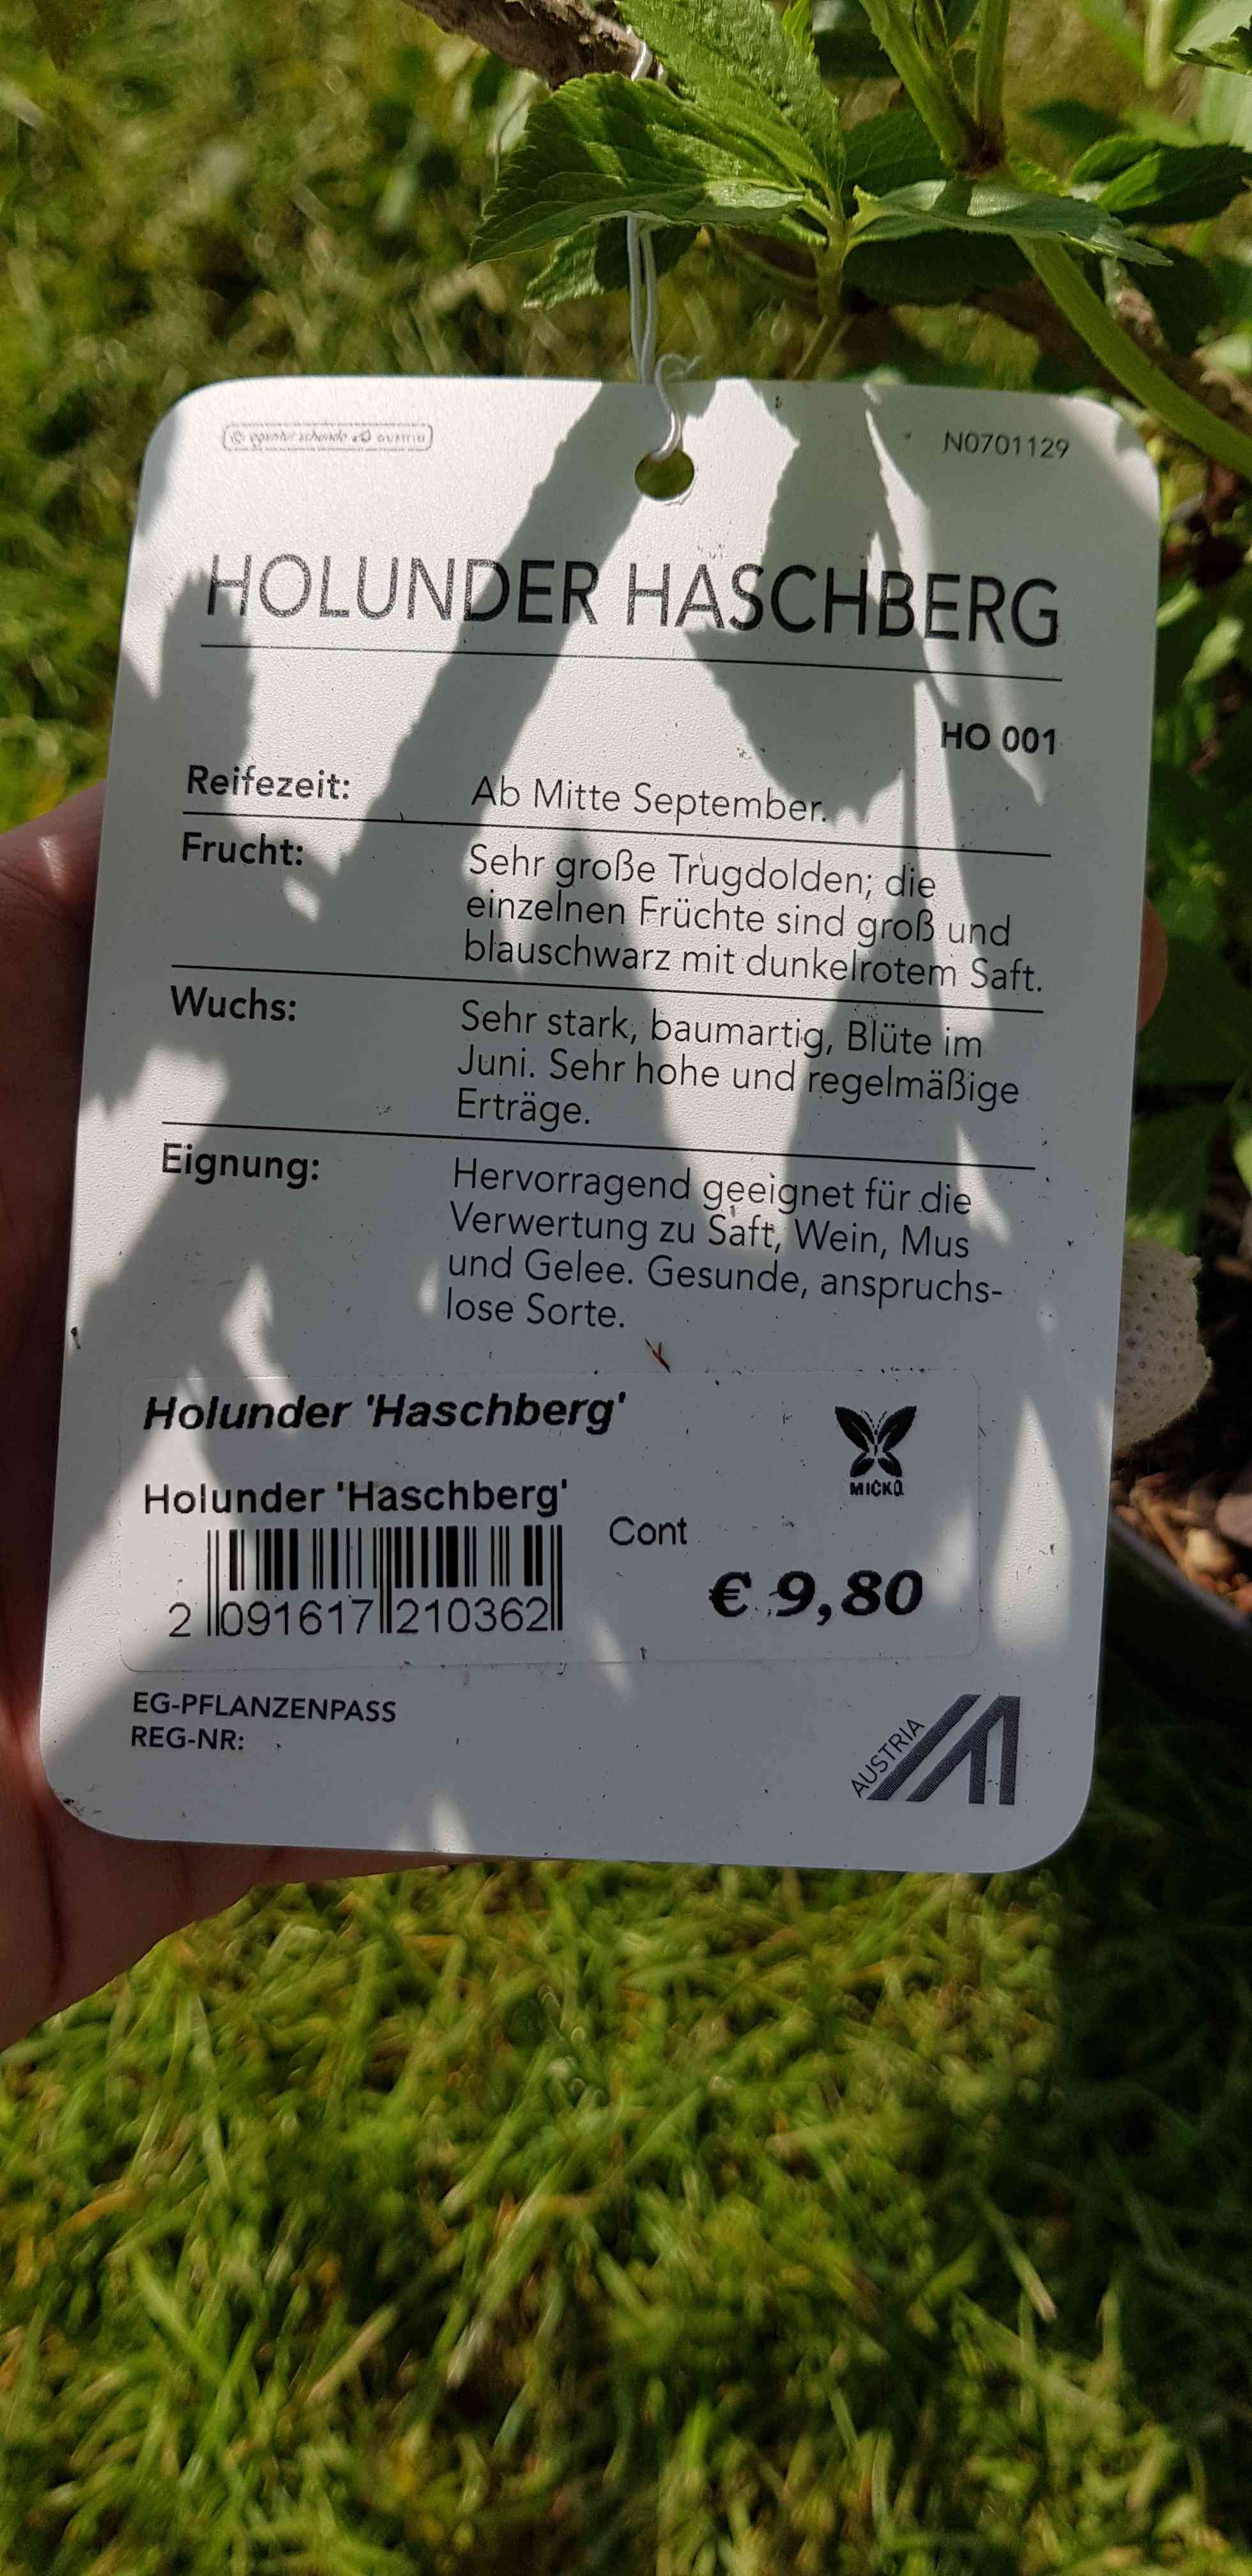 N0701129
HOLUNDER HASCHBERG
HO 001
Reifezeit: Ab Mitte September.
Frucht: Sehr große Trugdolden; die
einzelnen Früchte sind groß und
blauschwarz mit dunkelrotem Saft.
Wuchs: Sehr stark, baumartig, Blüte im
Juni. Sehr hohe und regelmäßige
Erträge.
Eignung: Hervorragend geeignet für die
Verwertung zu Saft, Wein, Mus
und Gelee. Gesunde, anspruchs-
lose Sorte.
Holunder 'Haschberg'
MICKO
Holunder 'Haschberg'
Cont
€ 9,80
2 091617 210362
EG-PFLANZENPASS
REG-NR:
AUSTRIA